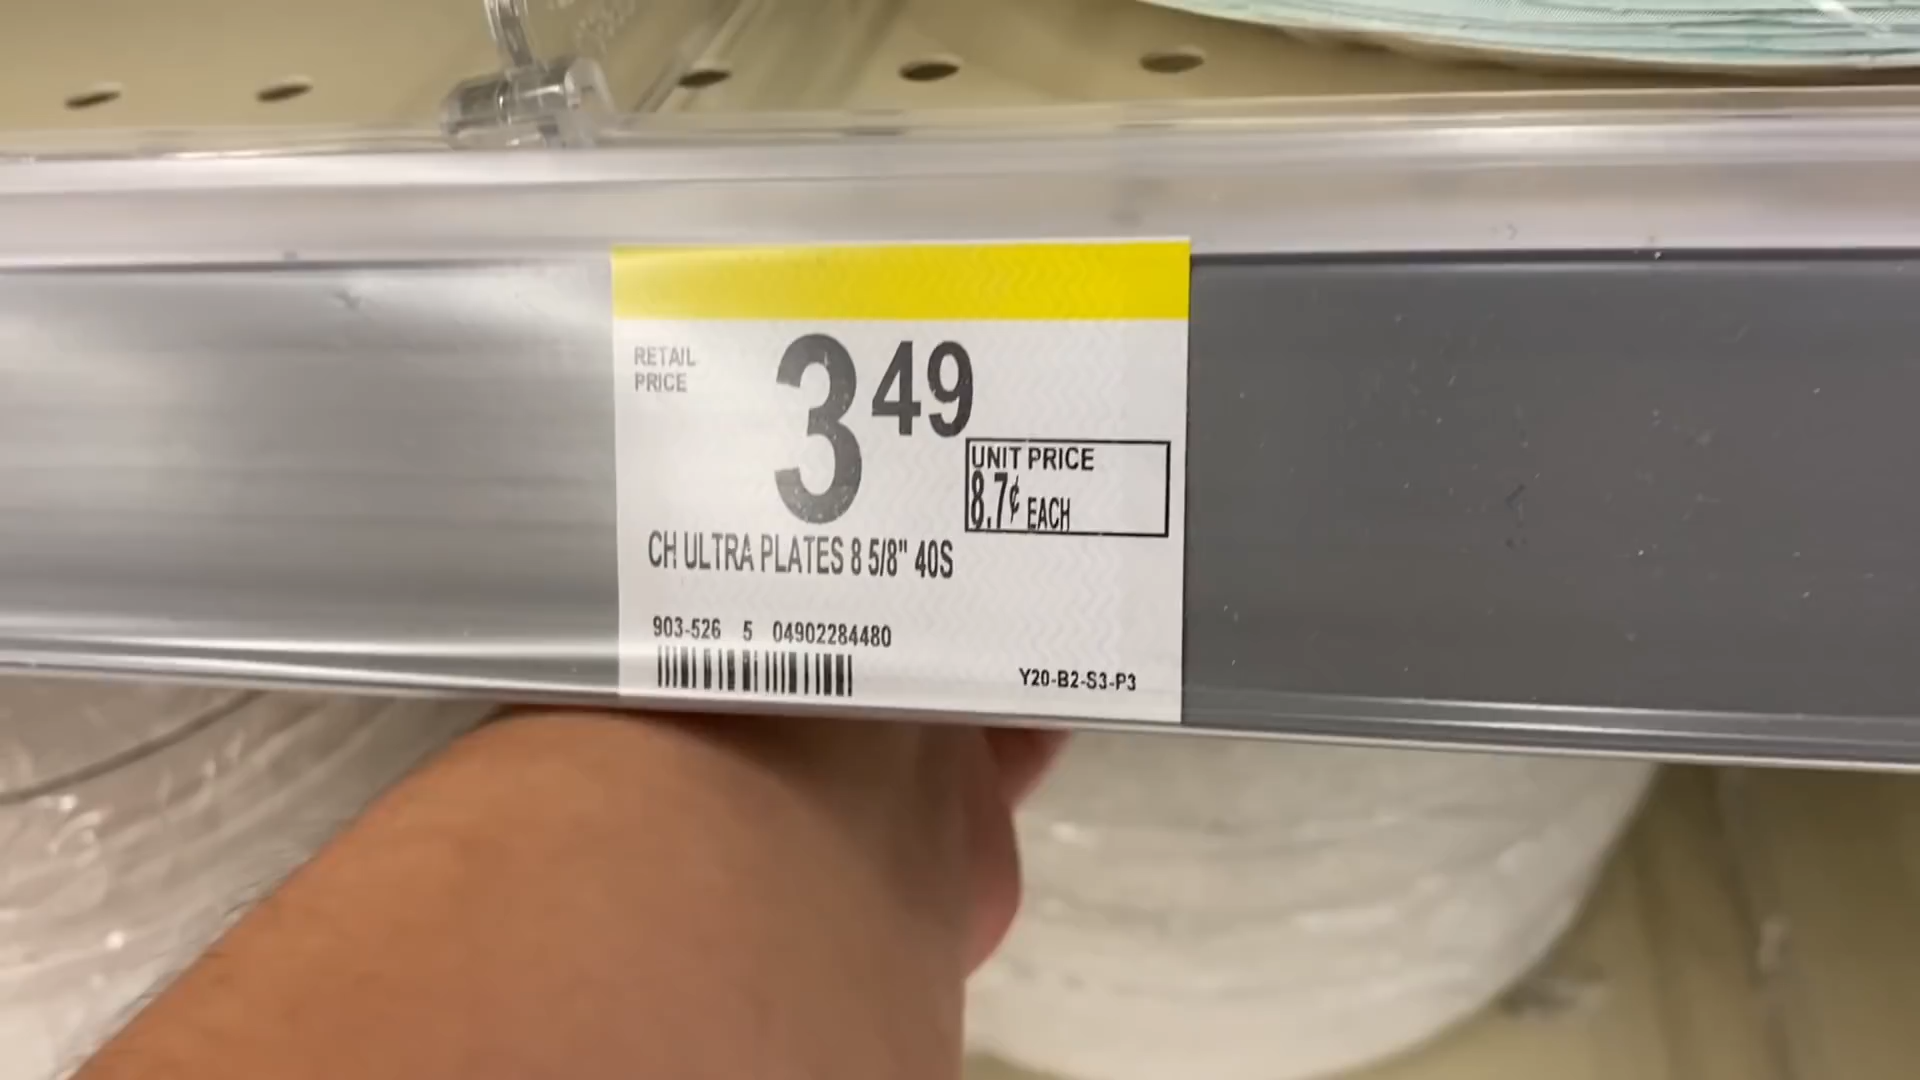 RETAIL
PRICE
3 49
UNIT PRICE
8.7¢ EACH
CH ULTRA PLATES 8 5/8" 40S
903-526 5 04902284480
Y20-B2-S3-P3